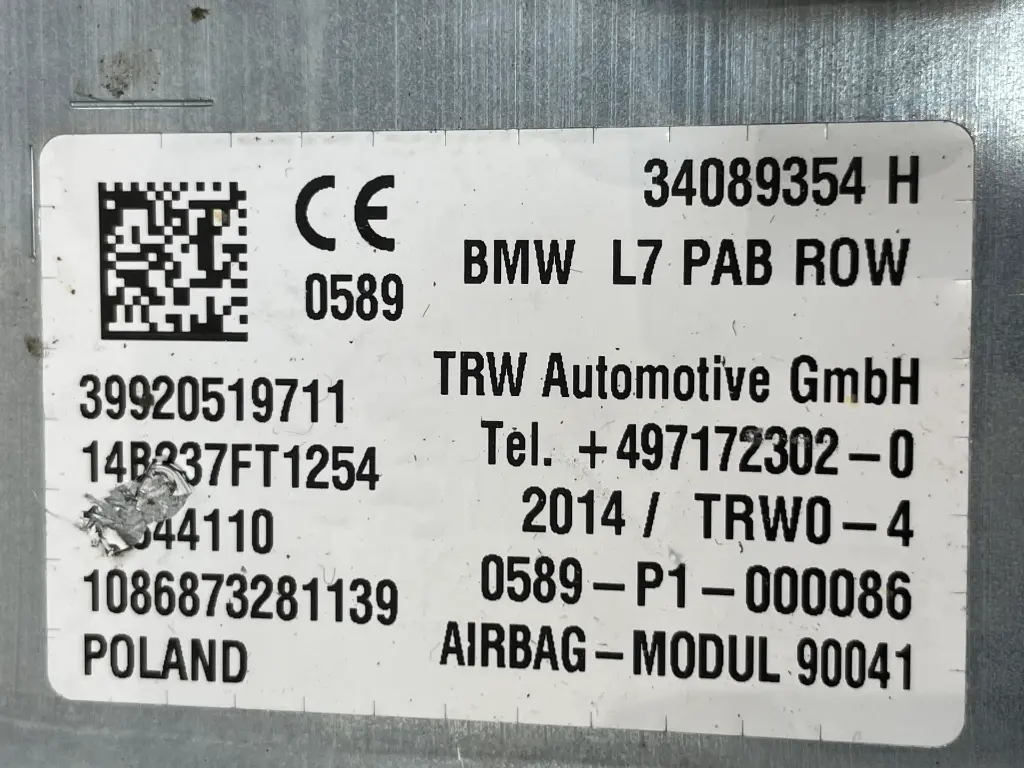 34089354 H
CE
0589
BMW L7 PAB ROW
TRW Automotive GmbH
39920519711
Tel. +497172302-0
2014 / TRW0-4
0589-P1-000086
1086873281139
AIRBAG-MODUL 90041
POLAND